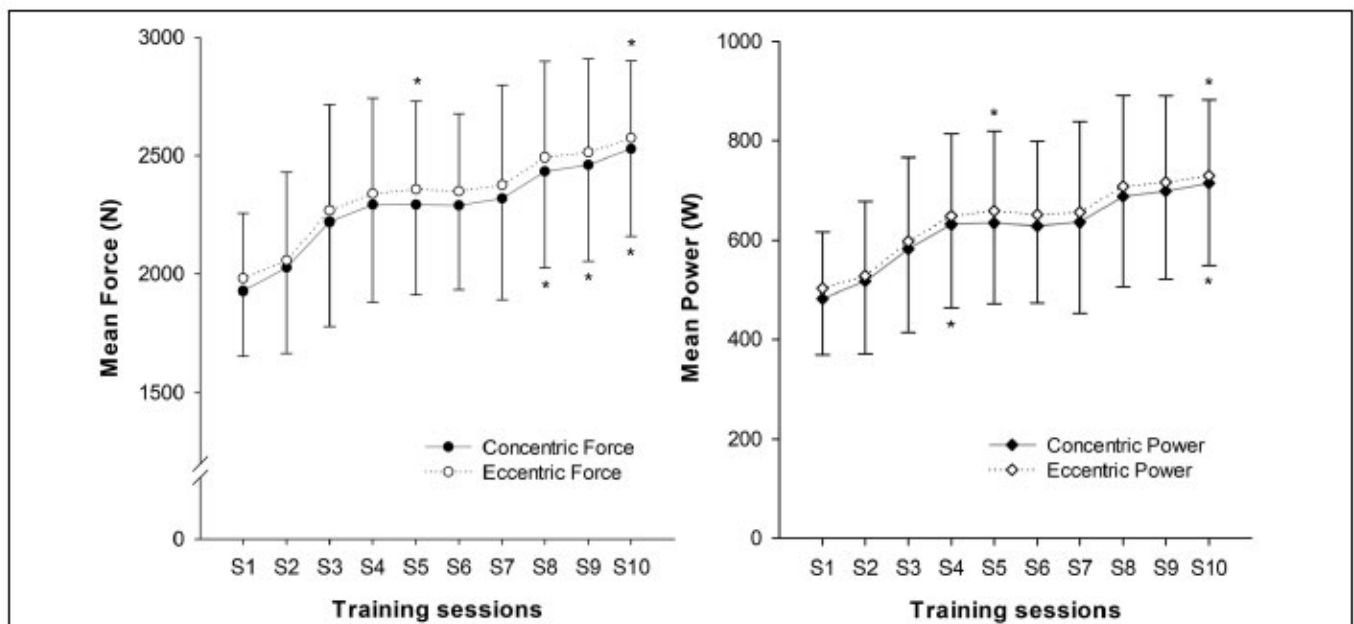 3000
2500
2000
1500
0
Mean Force (N)
* *
* * *
Concentric Force
Eccentric Force
S1 S2 S3 S4 S5 S6 S7 S8 S9 S10
Training sessions
1000
800
600
400
200
0
Mean Power (W)
* *
* *
Concentric Power
Eccentric Power
S1 S2 S3 S4 S5 S6 S7 S8 S9 S10
Training sessions